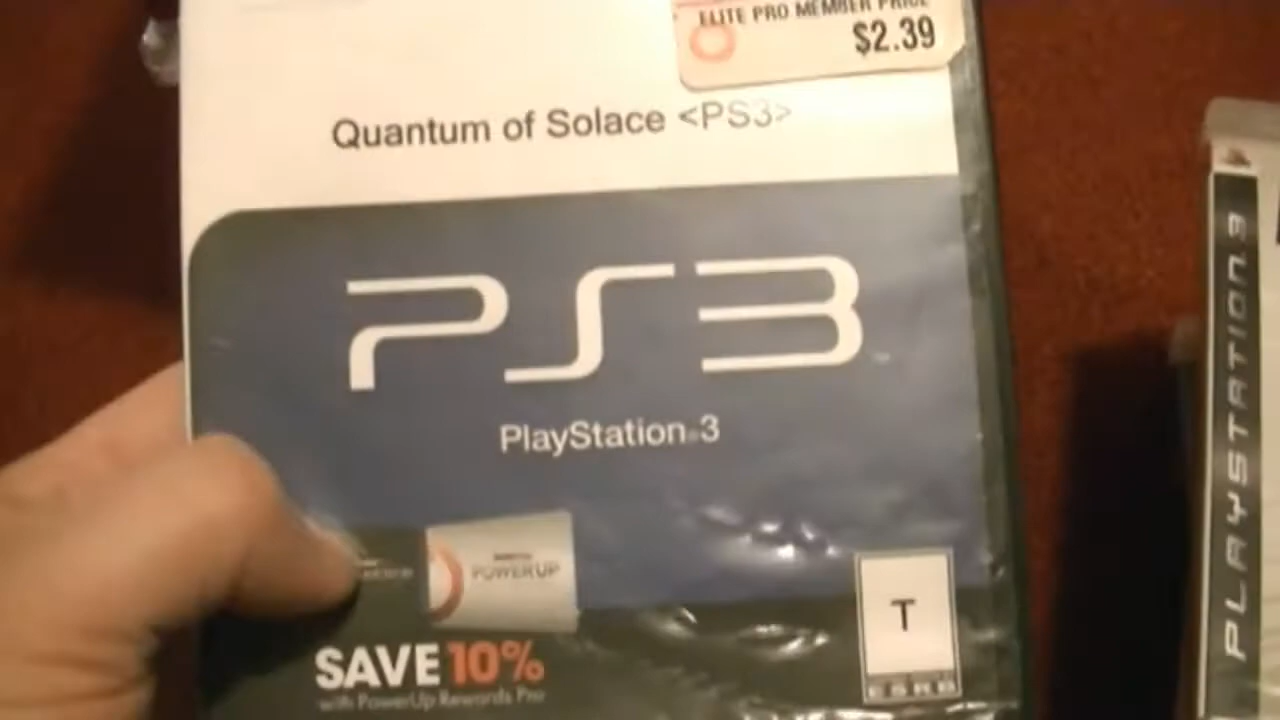 ELITE PRO MEMBER PRICE
$2.39
Quantum of Solace <PS3>
PS3
PlayStation®3
POWERUP
SAVE 10%
with PowerUp Rewards Pro
T
ESRB
PLAYSTATION 3